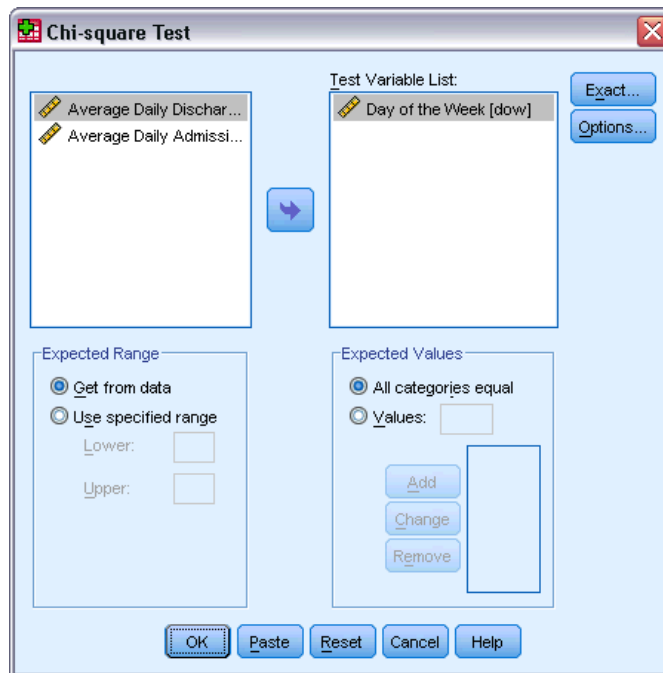 Chi-square Test
Test Variable List:
Average Daily Dischar...
Average Daily Admissi...
Day of the Week [dow]
Exact...
Options...
Expected Range
Get from data
Use specified range
Lower:
Upper:
Expected Values
All categories equal
Values:
Add
Change
Remove
OK
Paste
Reset
Cancel
Help